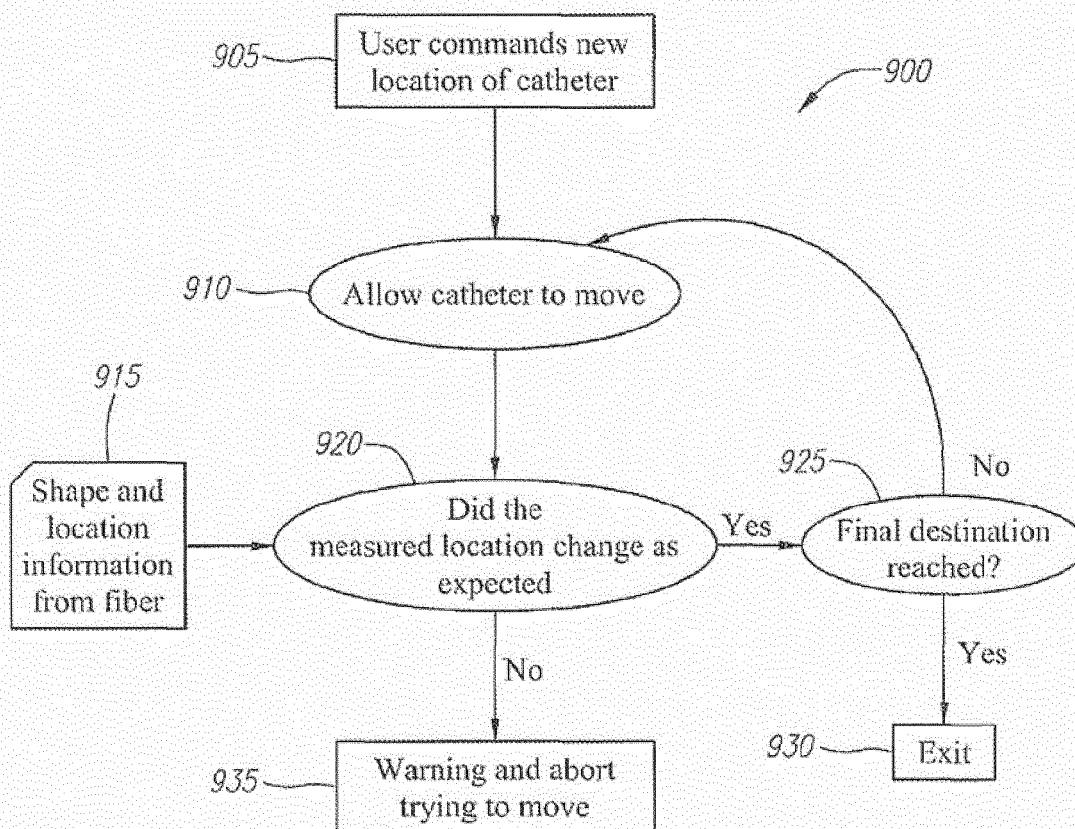 905
User commands new
location of catheter
900
910
Allow catheter to move
915
Shape and
location
information
from fiber
920
Did the
measured location change as
expected
Yes
925
No
Final destination
reached?
No
Yes
935
Warning and abort
trying to move
930
Exit